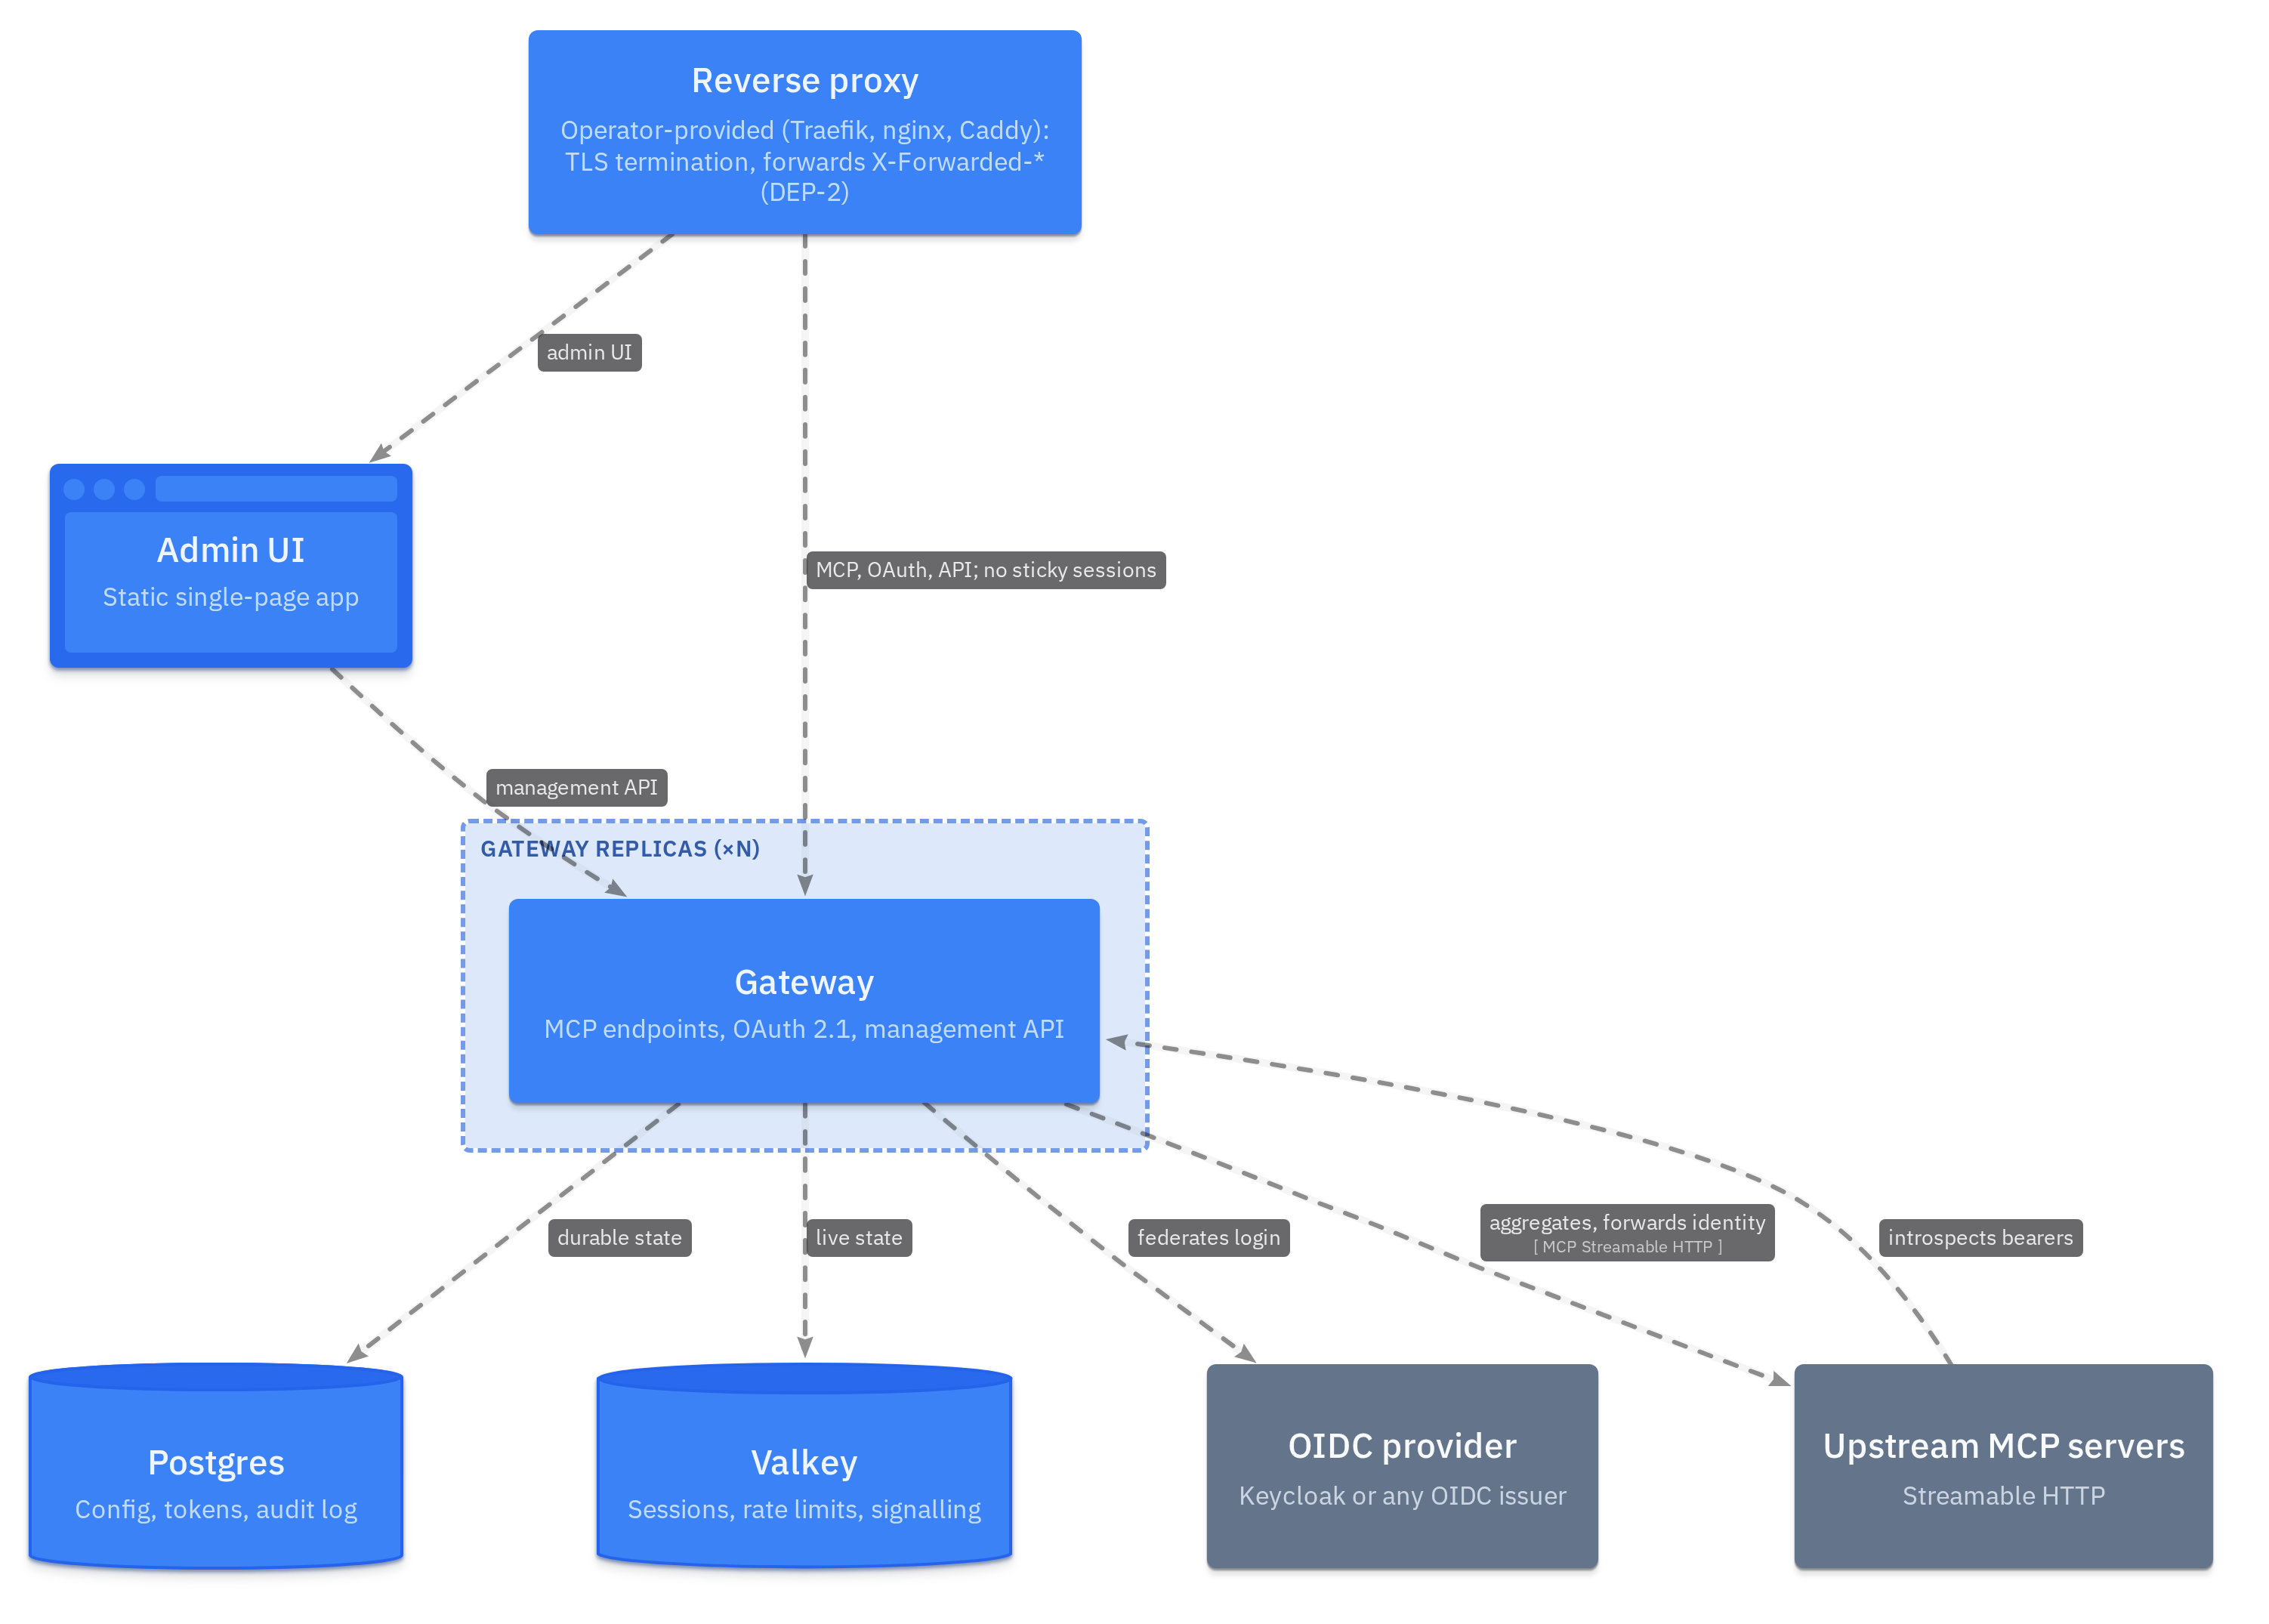 Reverse proxy
Operator-provided (Traefik, nginx, Caddy):
TLS termination, forwards X-Forwarded-*
(DEP-2)
admin UI
Admin UI
Static single-page app
MCP, OAuth, API; no sticky sessions
management API
GATEWAY REPLICAS (×N)
Gateway
MCP endpoints, OAuth 2.1, management API
durable state
live state
federates login
aggregates, forwards identity
[ MCP Streamable HTTP ]
introspects bearers
Postgres
Config, tokens, audit log
Valkey
Sessions, rate limits, signalling
OIDC provider
Keycloak or any OIDC issuer
Upstream MCP servers
Streamable HTTP